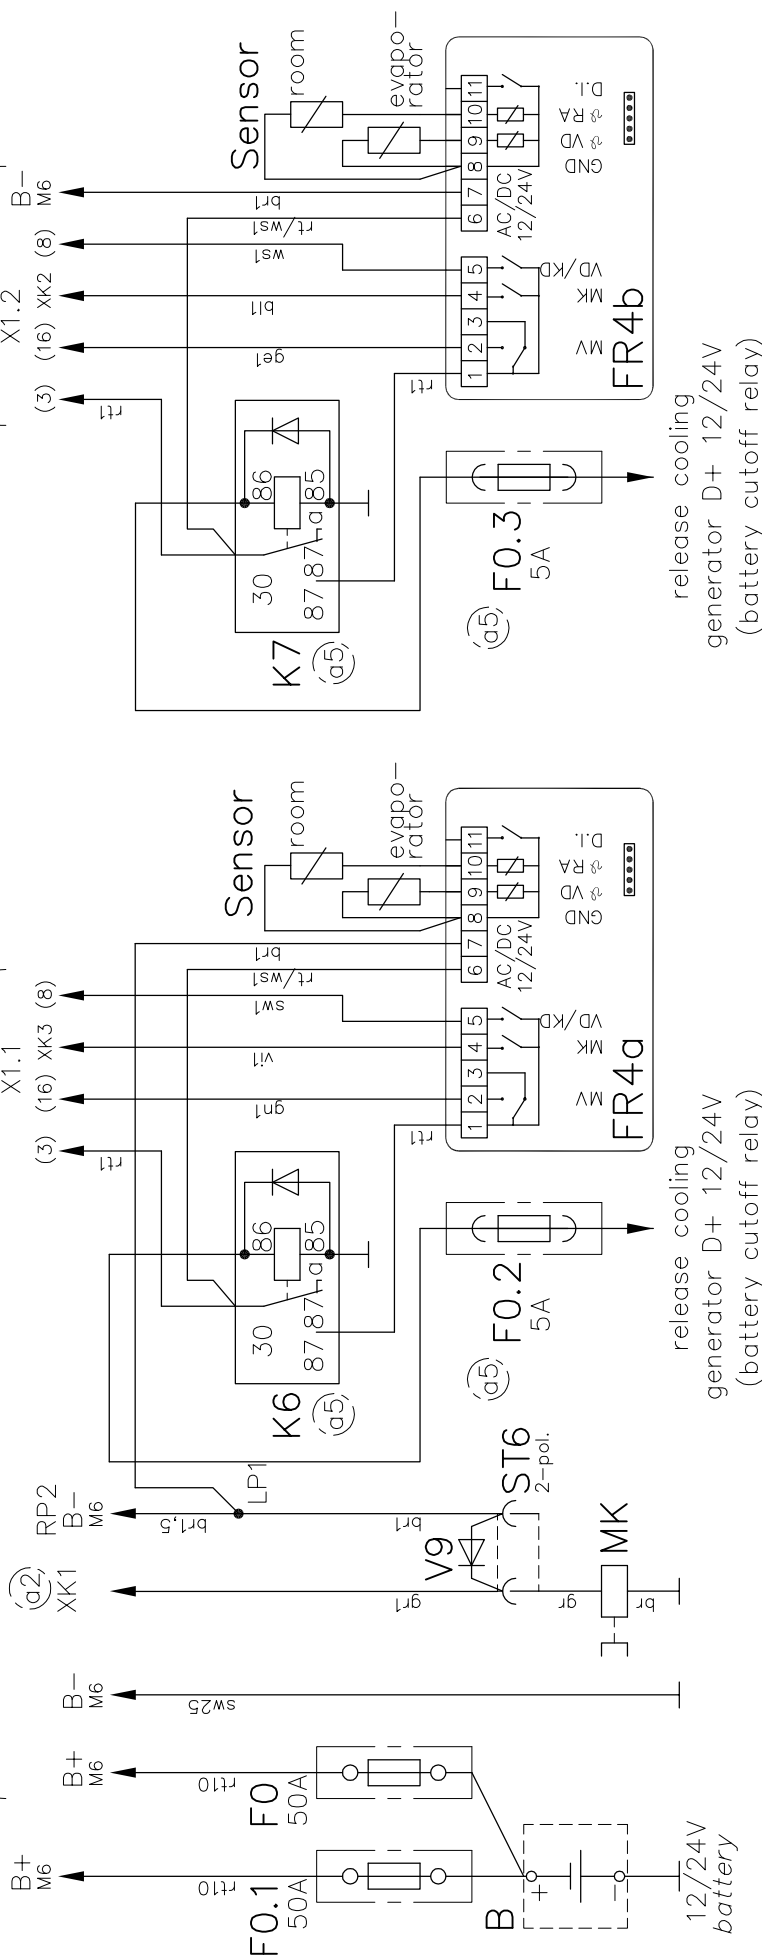 B+
M6
B+
M6
B−
M6
(a2)
XK1
RP2
B−
M6
X1.1
(3)
(16)
XK3
(8)
X1.2
(3)
(16)
XK2
(8)
B−
M6
rt10
rt10
sw25
gr1
br1,5
LP1
br1
rt1
gn1
vi1
sw1
rt/ws1
br1
rt1
ge1
bl1
ws1
rt/ws1
br1
F0.1
50A
F0
50A
V9
ST6
2−pol.
gr
br
MK
B
+
−
12/24V
battery
K6
(a5)
30
86
85
87
87
a
rt1
Sensor
room
evapo−
rator
(a5)
F0.2
5A
1
2
3
4
5
6
7
8
9
10
11
AC/DC
12/24V
MV
MK
VD/KD
GND
ϑ VD
ϑ RA
D.I.
FR4a
release cooling
generator D+ 12/24V
(battery cutoff relay)
K7
(a5)
30
86
85
87
87
a
rt1
Sensor
room
evapo−
rator
(a5)
F0.3
5A
1
2
3
4
5
6
7
8
9
10
11
AC/DC
12/24V
MV
MK
VD/KD
GND
ϑ VD
ϑ RA
D.I.
FR4b
release cooling
generator D+ 12/24V
(battery cutoff relay)